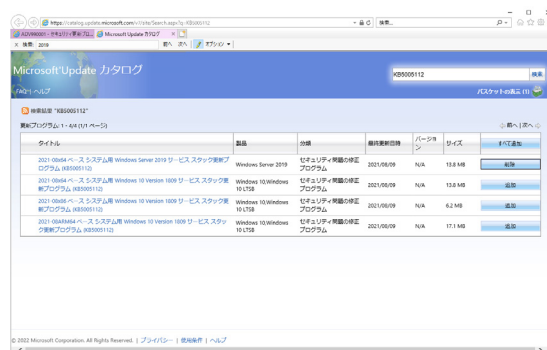 https://catalog.update.microsoft.com/v7/site/Search.aspx?q=KB5005112
検索...
ADV990001 - セキュリティ更新プロ...
Microsoft Update カタログ
× 検索: 2019
前へ 次へ オプション
Microsoft Update カタログ
KB5005112
検索
FAQ | ヘルプ
バスケットの表示 (1)
検索結果 "KB5005112"
更新プログラム: 1 - 4/4 (1/1 ページ)
前へ | 次へ
タイトル 製品 分類 最終更新日時 バージョン サイズ すべて追加
2021-08x64 ベース システム用 Windows Server 2019 サービス スタック更新プログラム (KB5005112) Windows Server 2019 セキュリティ問題の修正プログラム 2021/08/09 N/A 13.8 MB 削除
2021-08x64 ベース システム用 Windows 10 Version 1809 サービス スタック更新プログラム (KB5005112) Windows 10,Windows 10 LTSB セキュリティ問題の修正プログラム 2021/08/09 N/A 13.8 MB 追加
2021-08x86 ベース システム用 Windows 10 Version 1809 サービス スタック更新プログラム (KB5005112) Windows 10,Windows 10 LTSB セキュリティ問題の修正プログラム 2021/08/09 N/A 6.2 MB 追加
2021-08ARM64 ベース システム用 Windows 10 Version 1809 サービス スタック更新プログラム (KB5005112) Windows 10,Windows 10 LTSB セキュリティ問題の修正プログラム 2021/08/09 N/A 17.1 MB 追加
© 2022 Microsoft Corporation. All Rights Reserved. | プライバシー | 使用条件 | ヘルプ